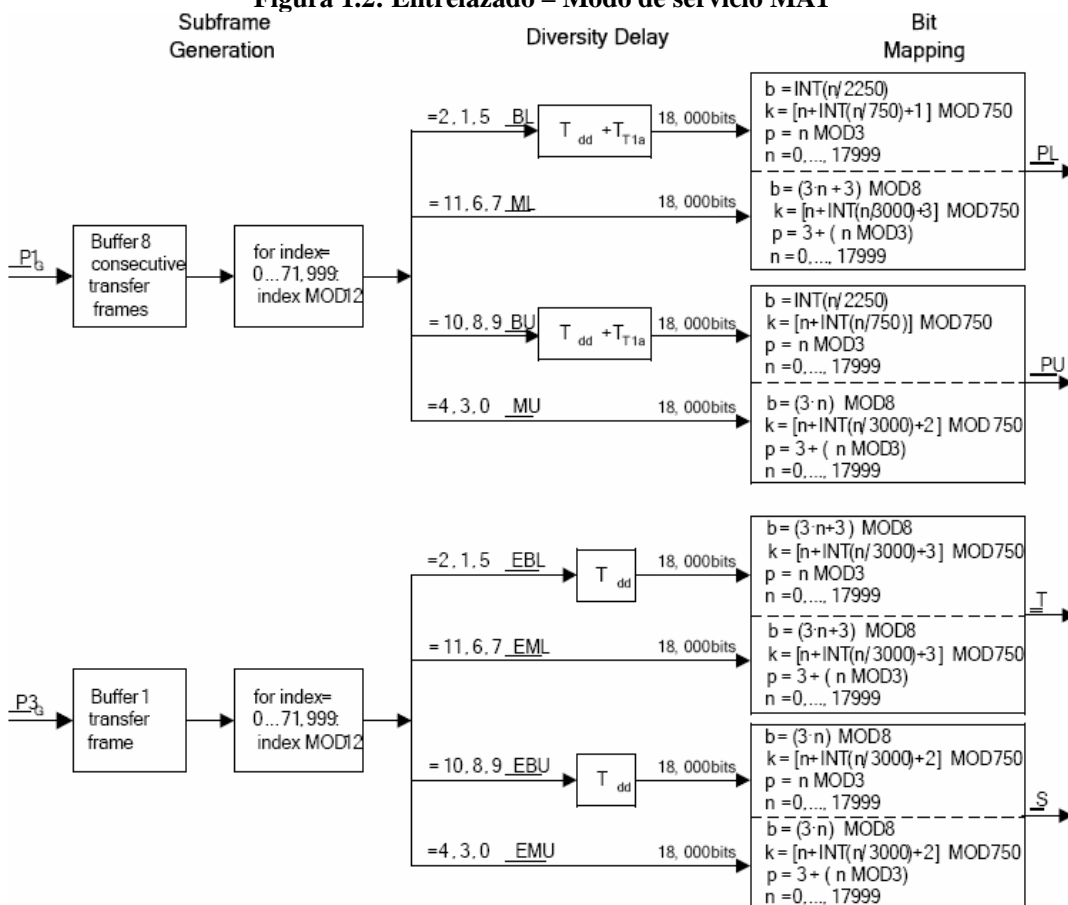 Figura 1.2: Entrelazado – Modo de servicio MA1
Subframe
Generation
Diversity Delay
Bit
Mapping
P1G
Buffer 8
consecutive
transfer
frames
for index=
0...71,999:
index MOD12
=2, 1, 5 BL
T dd +TT1a
18, 000bits
b = INT(n/2250)
k = [n+INT(n/750)+1] MOD750
p = n MOD3
n =0,..., 17999
PL
= 11, 6, 7 ML
18, 000bits
b= (3·n + 3) MOD8
k = [n+INT(n/3000)+3] MOD750
p = 3 + ( n MOD3)
n = 0,..., 17999
= 10, 8, 9 BU
T dd +TT1a
18, 000bits
b = INT(n/2250)
k= [n+INT(n/750)] MOD750
p = n MOD3
n =0,..., 17999
PU
=4, 3, 0 MU
18, 000bits
b= (3·n) MOD8
k = [n+INT(n/3000)+2] MOD750
p = 3+ ( n MOD3)
n =0,..., 17999
P3G
Buffer 1
transfer
frame
for index=
0...71,999:
index MOD12
=2, 1, 5 EBL
T dd
18, 000bits
b = (3·n+3 ) MOD8
k= [n+INT(n/3000)+3] MOD750
p = n MOD3
n =0,..., 17999
T
=11, 6, 7 EML
18, 000bits
b = (3·n+3) MOD8
k = [n+INT(n/3000)+3] MOD750
p = 3 + ( n MOD3)
n =0,..., 17999
=10, 8, 9 EBU
T dd
18, 000bits
b = (3·n) MOD8
k= [n+INT(n/3000)+2] MOD750
p = n MOD3
n =0,..., 17999
S
=4, 3, 0 EMU
18, 000bits
b = (3·n) MOD8
k = [n+INT(n/3000)+2] MOD750
p = 3 + ( n MOD3)
n =0,..., 17999